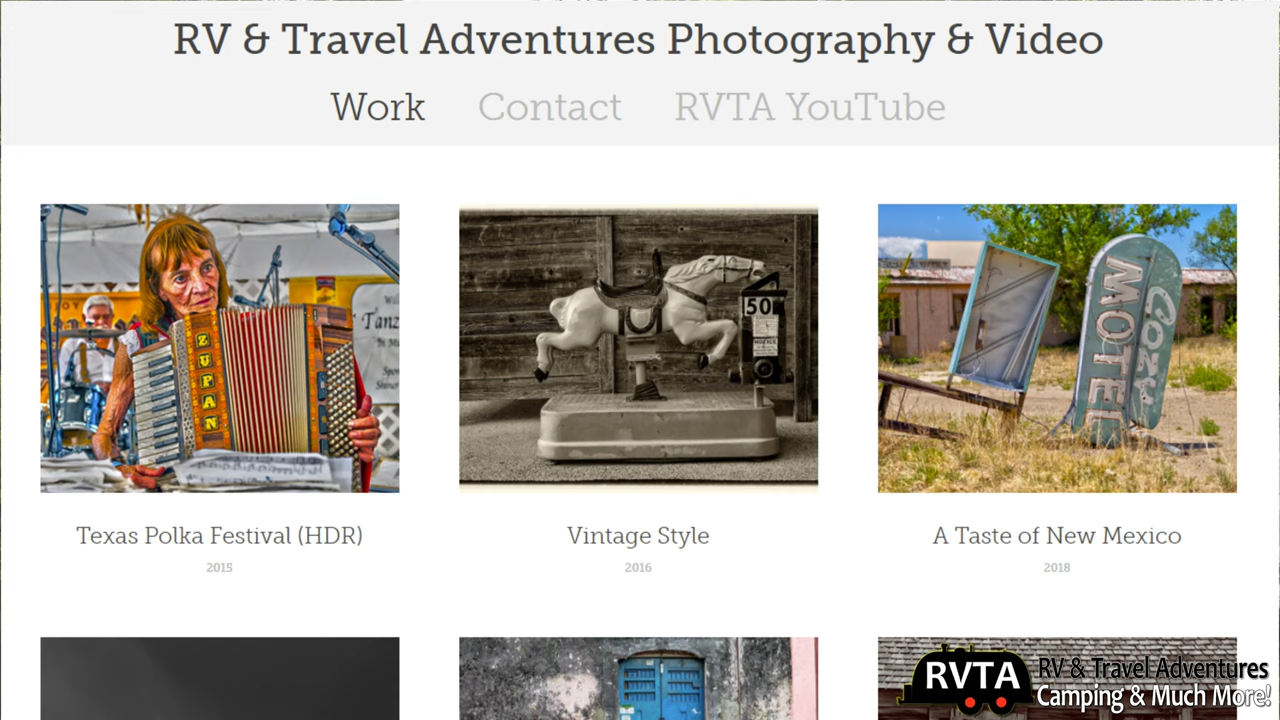 RV & Travel Adventures Photography & Video
Work Contact RVTA YouTube
ZUPAN
50
MOTEL
Texas Polka Festival (HDR)
Vintage Style
A Taste of New Mexico
2015
2016
2018
RVTA
RV & Travel Adventures
Camping & Much More!